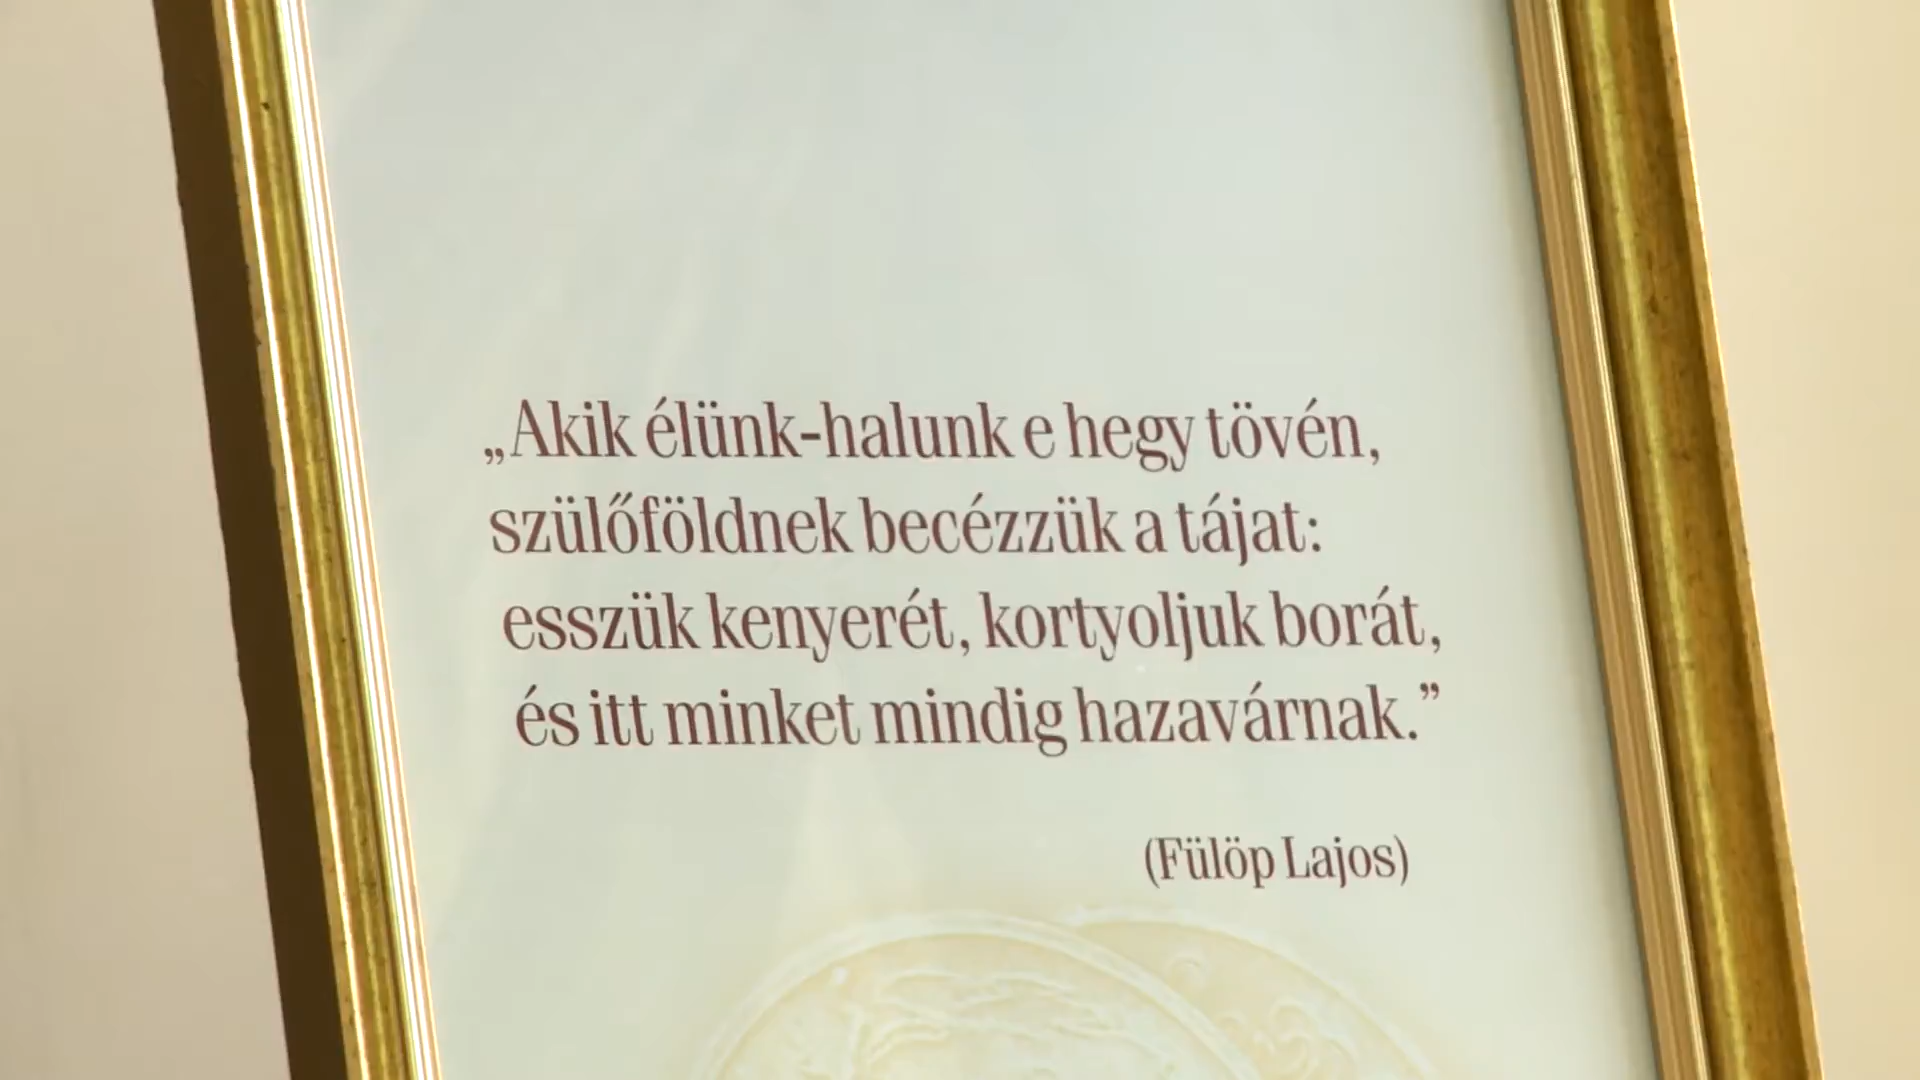 „Akik élünk-halunk e hegy tövén,
szülőföldnek becézzük a tájat:
esszük kenyerét, kortyoljuk borát,
és itt minket mindig hazavárnak.”
(Fülöp Lajos)